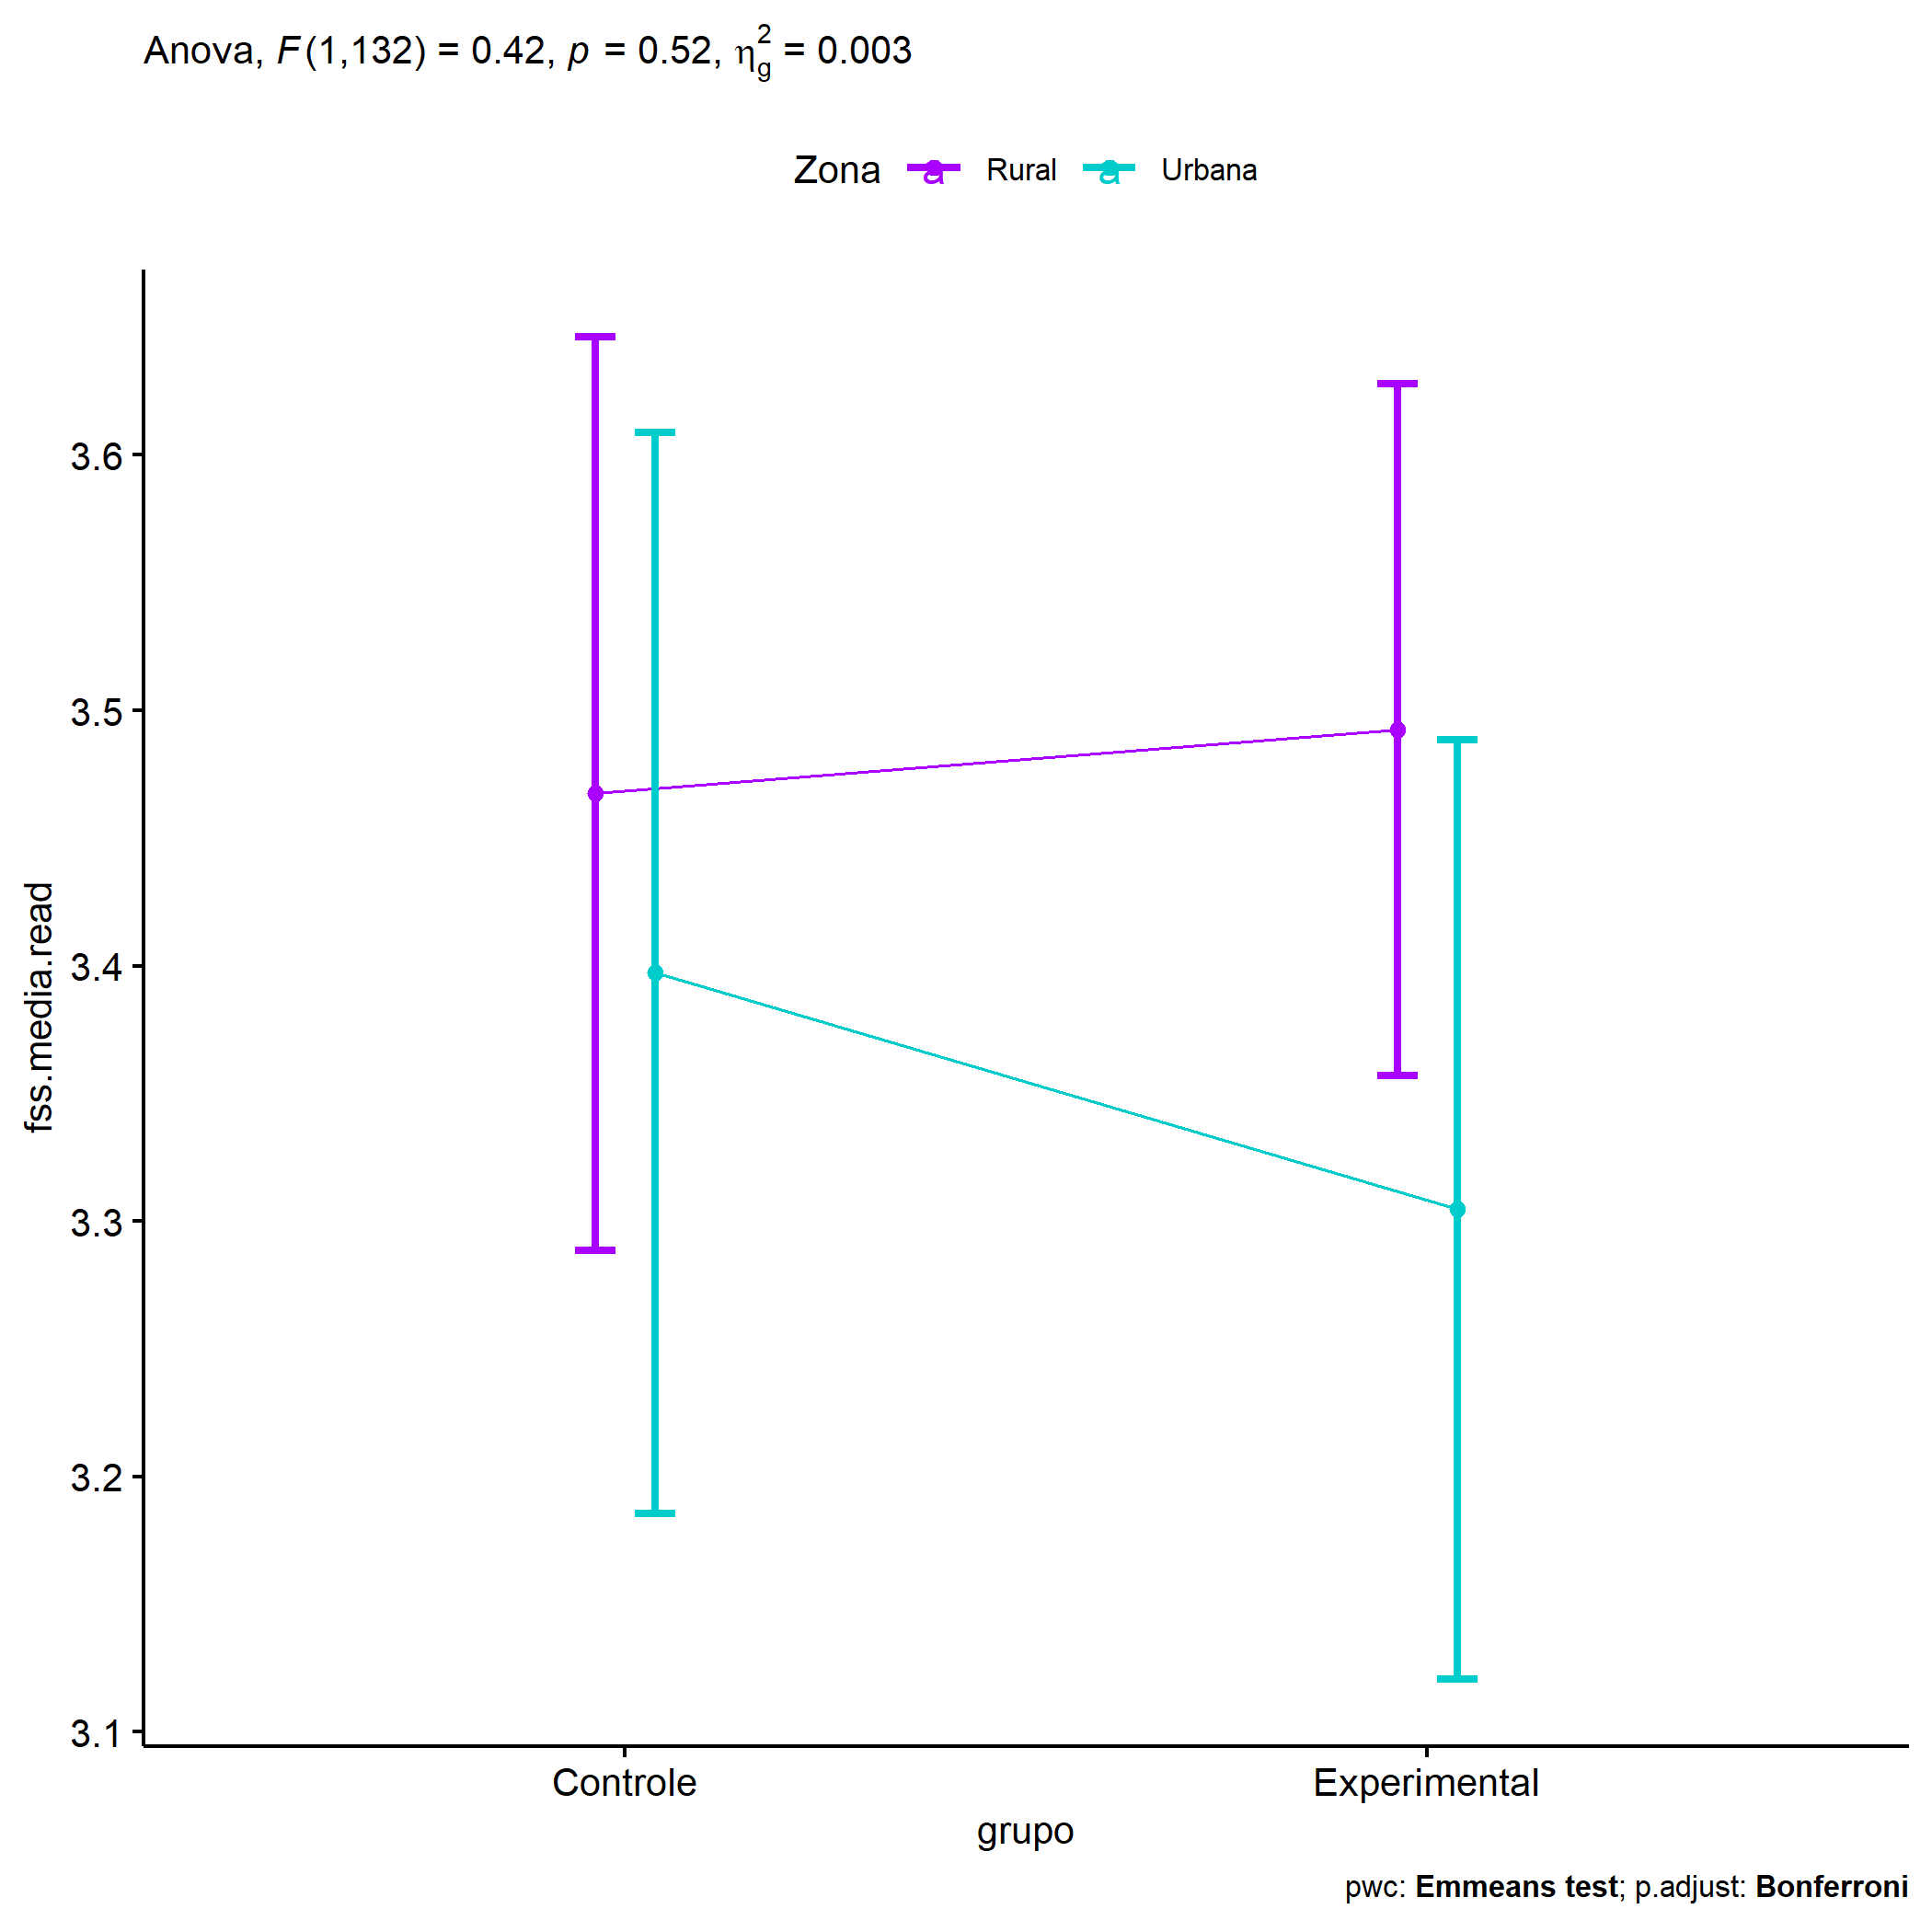 Anova, F(1,132) = 0.42, p = 0.52, η²g = 0.003
Zona a Rural a Urbana
fss.media.read
3.6
3.5
3.4
3.3
3.2
3.1
Controle Experimental
grupo
pwc: Emmeans test; p.adjust: Bonferroni